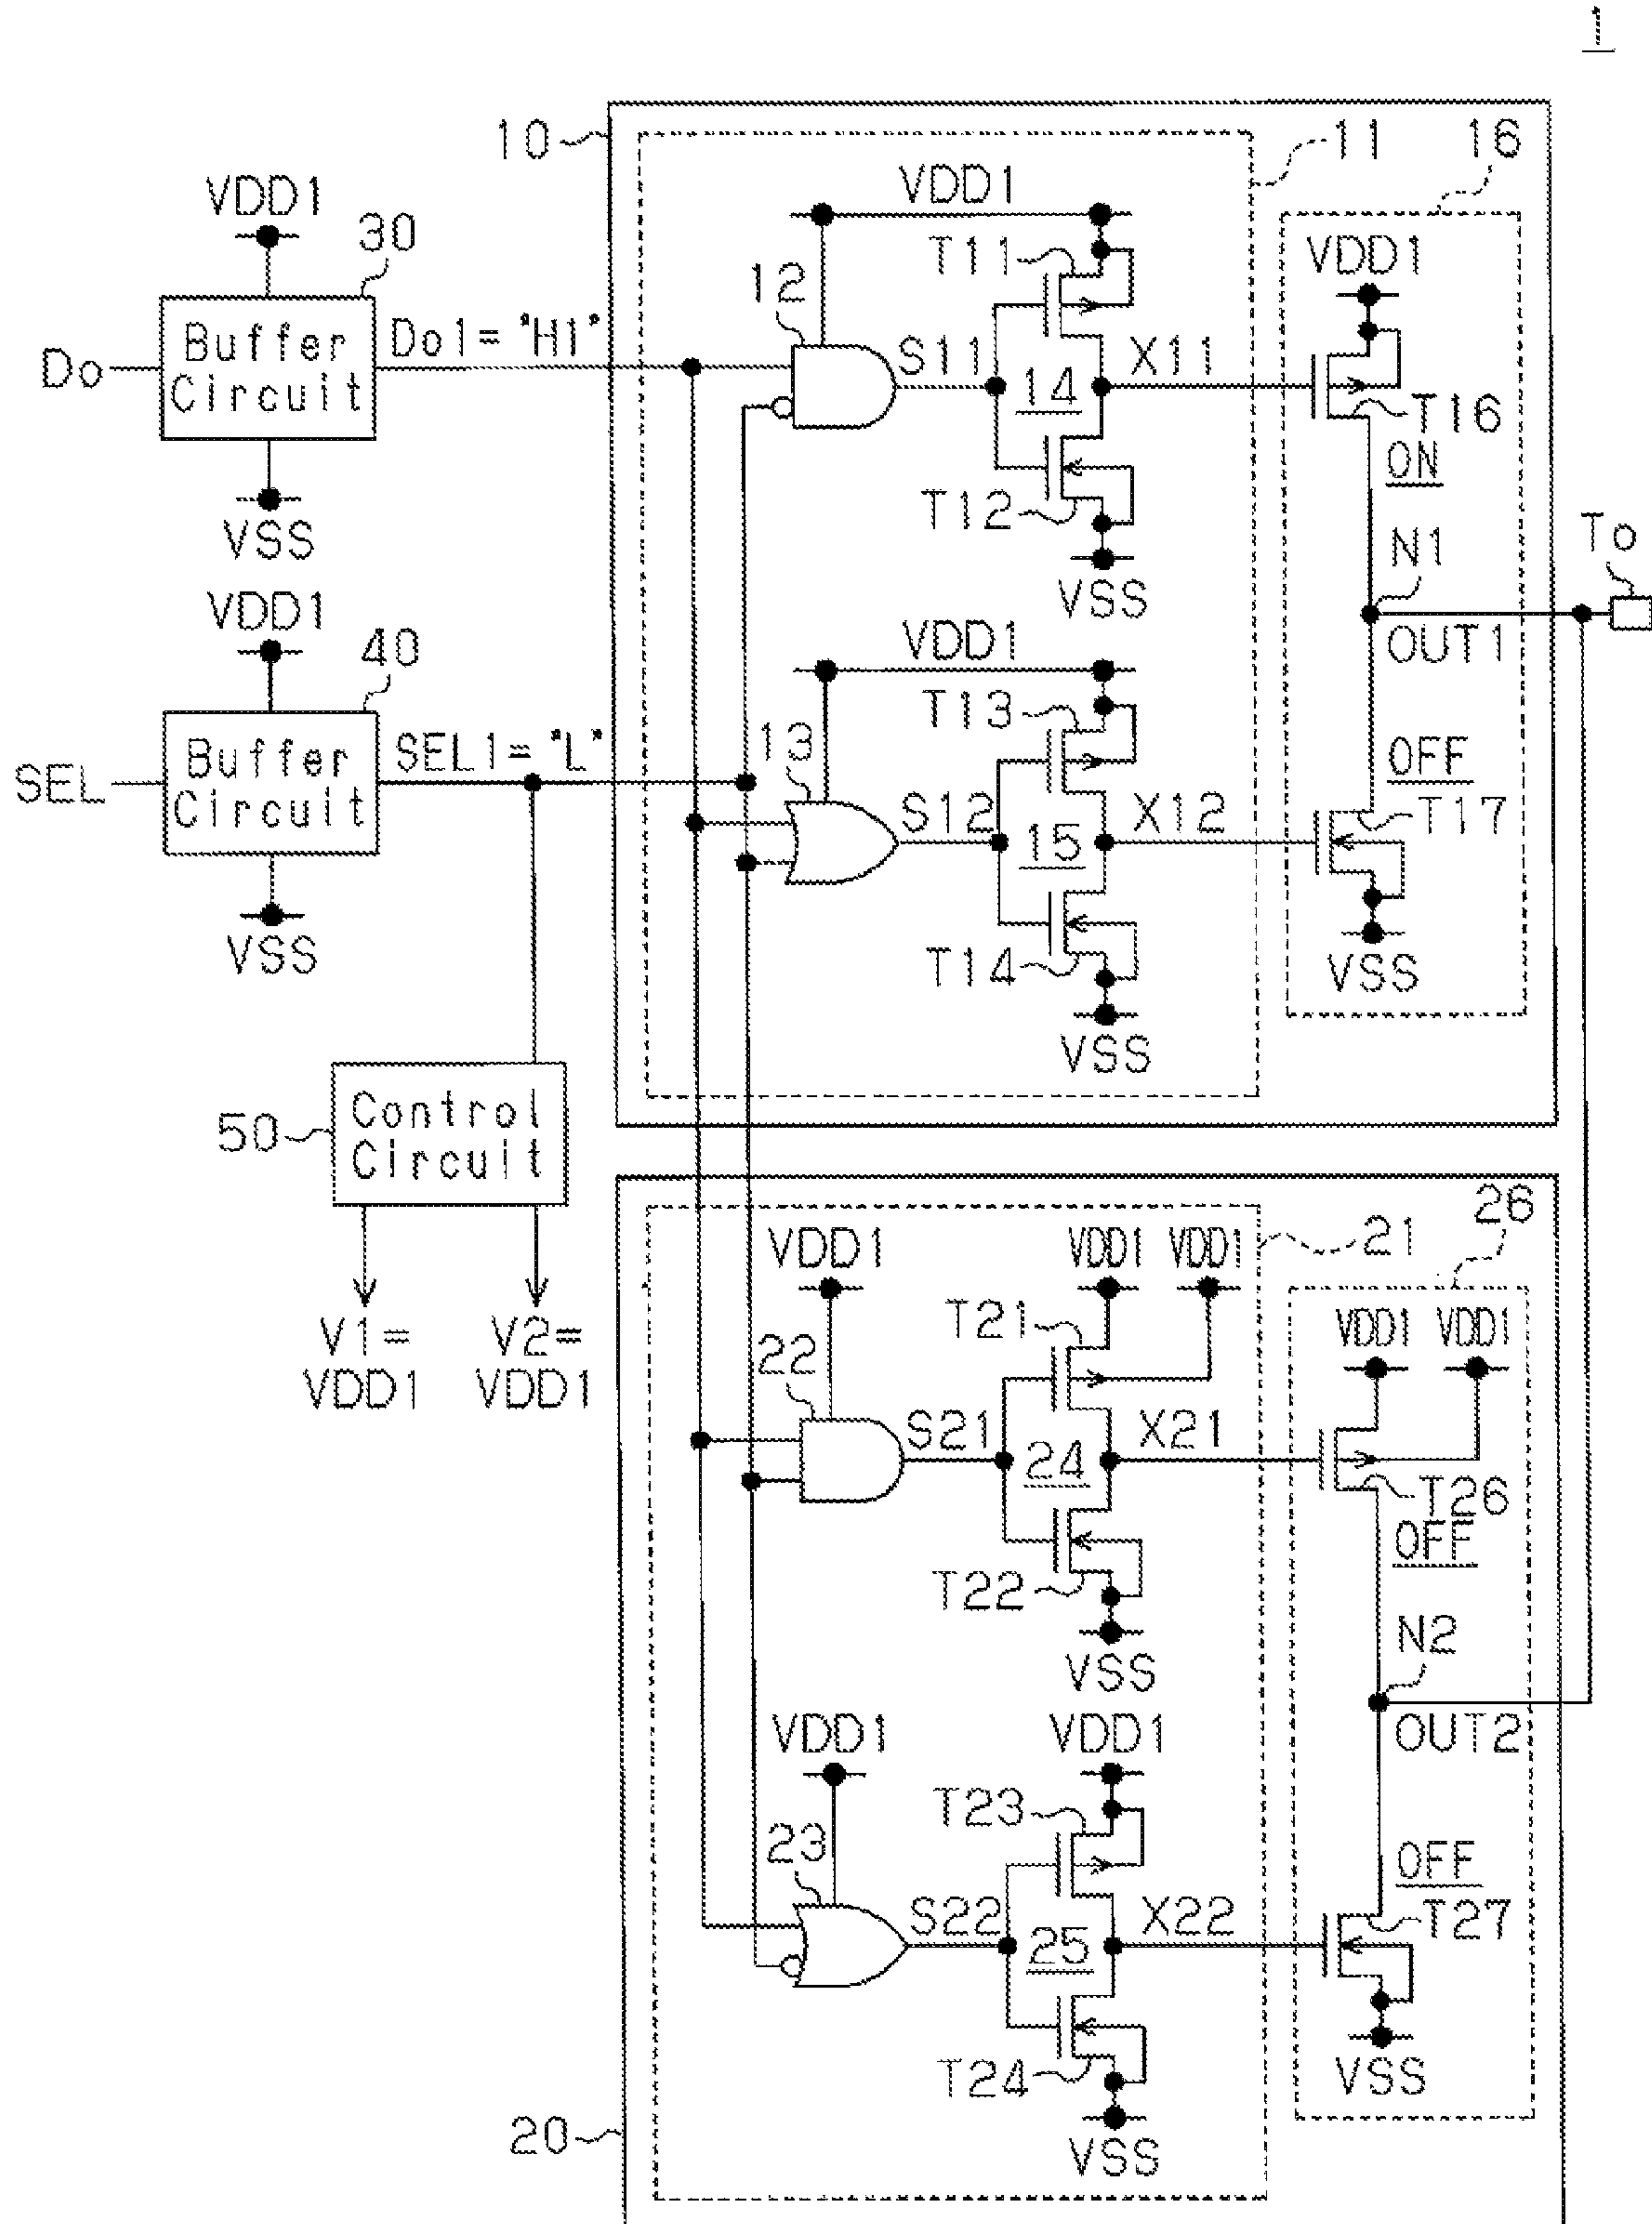 1
10
11
16
VDD1
30
Buffer
Circuit
Do
Do1="H1"
VSS
VDD1
T11
12
S11
14
X11
T12
VSS
VDD1
T16
ON
N1
To
OUT1
VDD1
40
Buffer
Circuit
SEL
SEL1="L"
VSS
VDD1
T13
13
S12
15
X12
T14
VSS
OFF
T17
VSS
50
Control
Circuit
V1=
VDD1
V2=
VDD1
21
26
VDD1
VDD1
VDD1
T21
22
S21
24
X21
T22
VSS
VDD1
VDD1
T26
OFF
N2
OUT2
VDD1
VDD1
T23
23
S22
25
X22
T24
VSS
OFF
T27
VSS
20